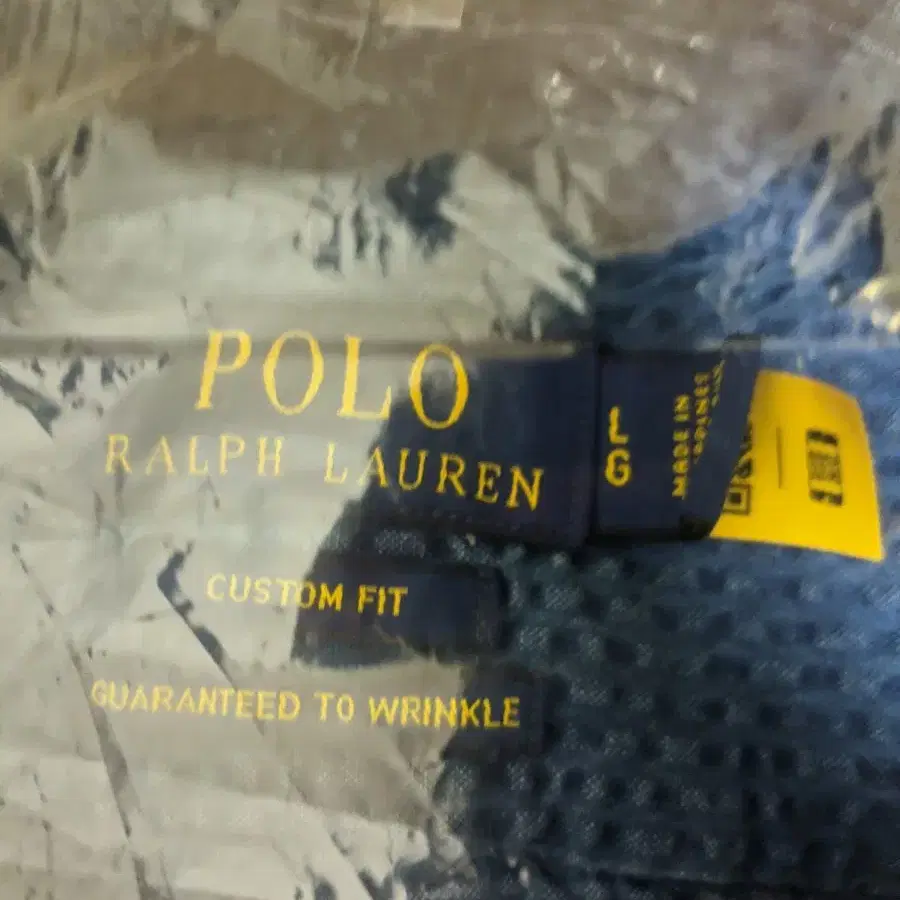 POLO
RALPH LAUREN
L
G
MADE IN
CUSTOM FIT
GUARANTEED TO WRINKLE